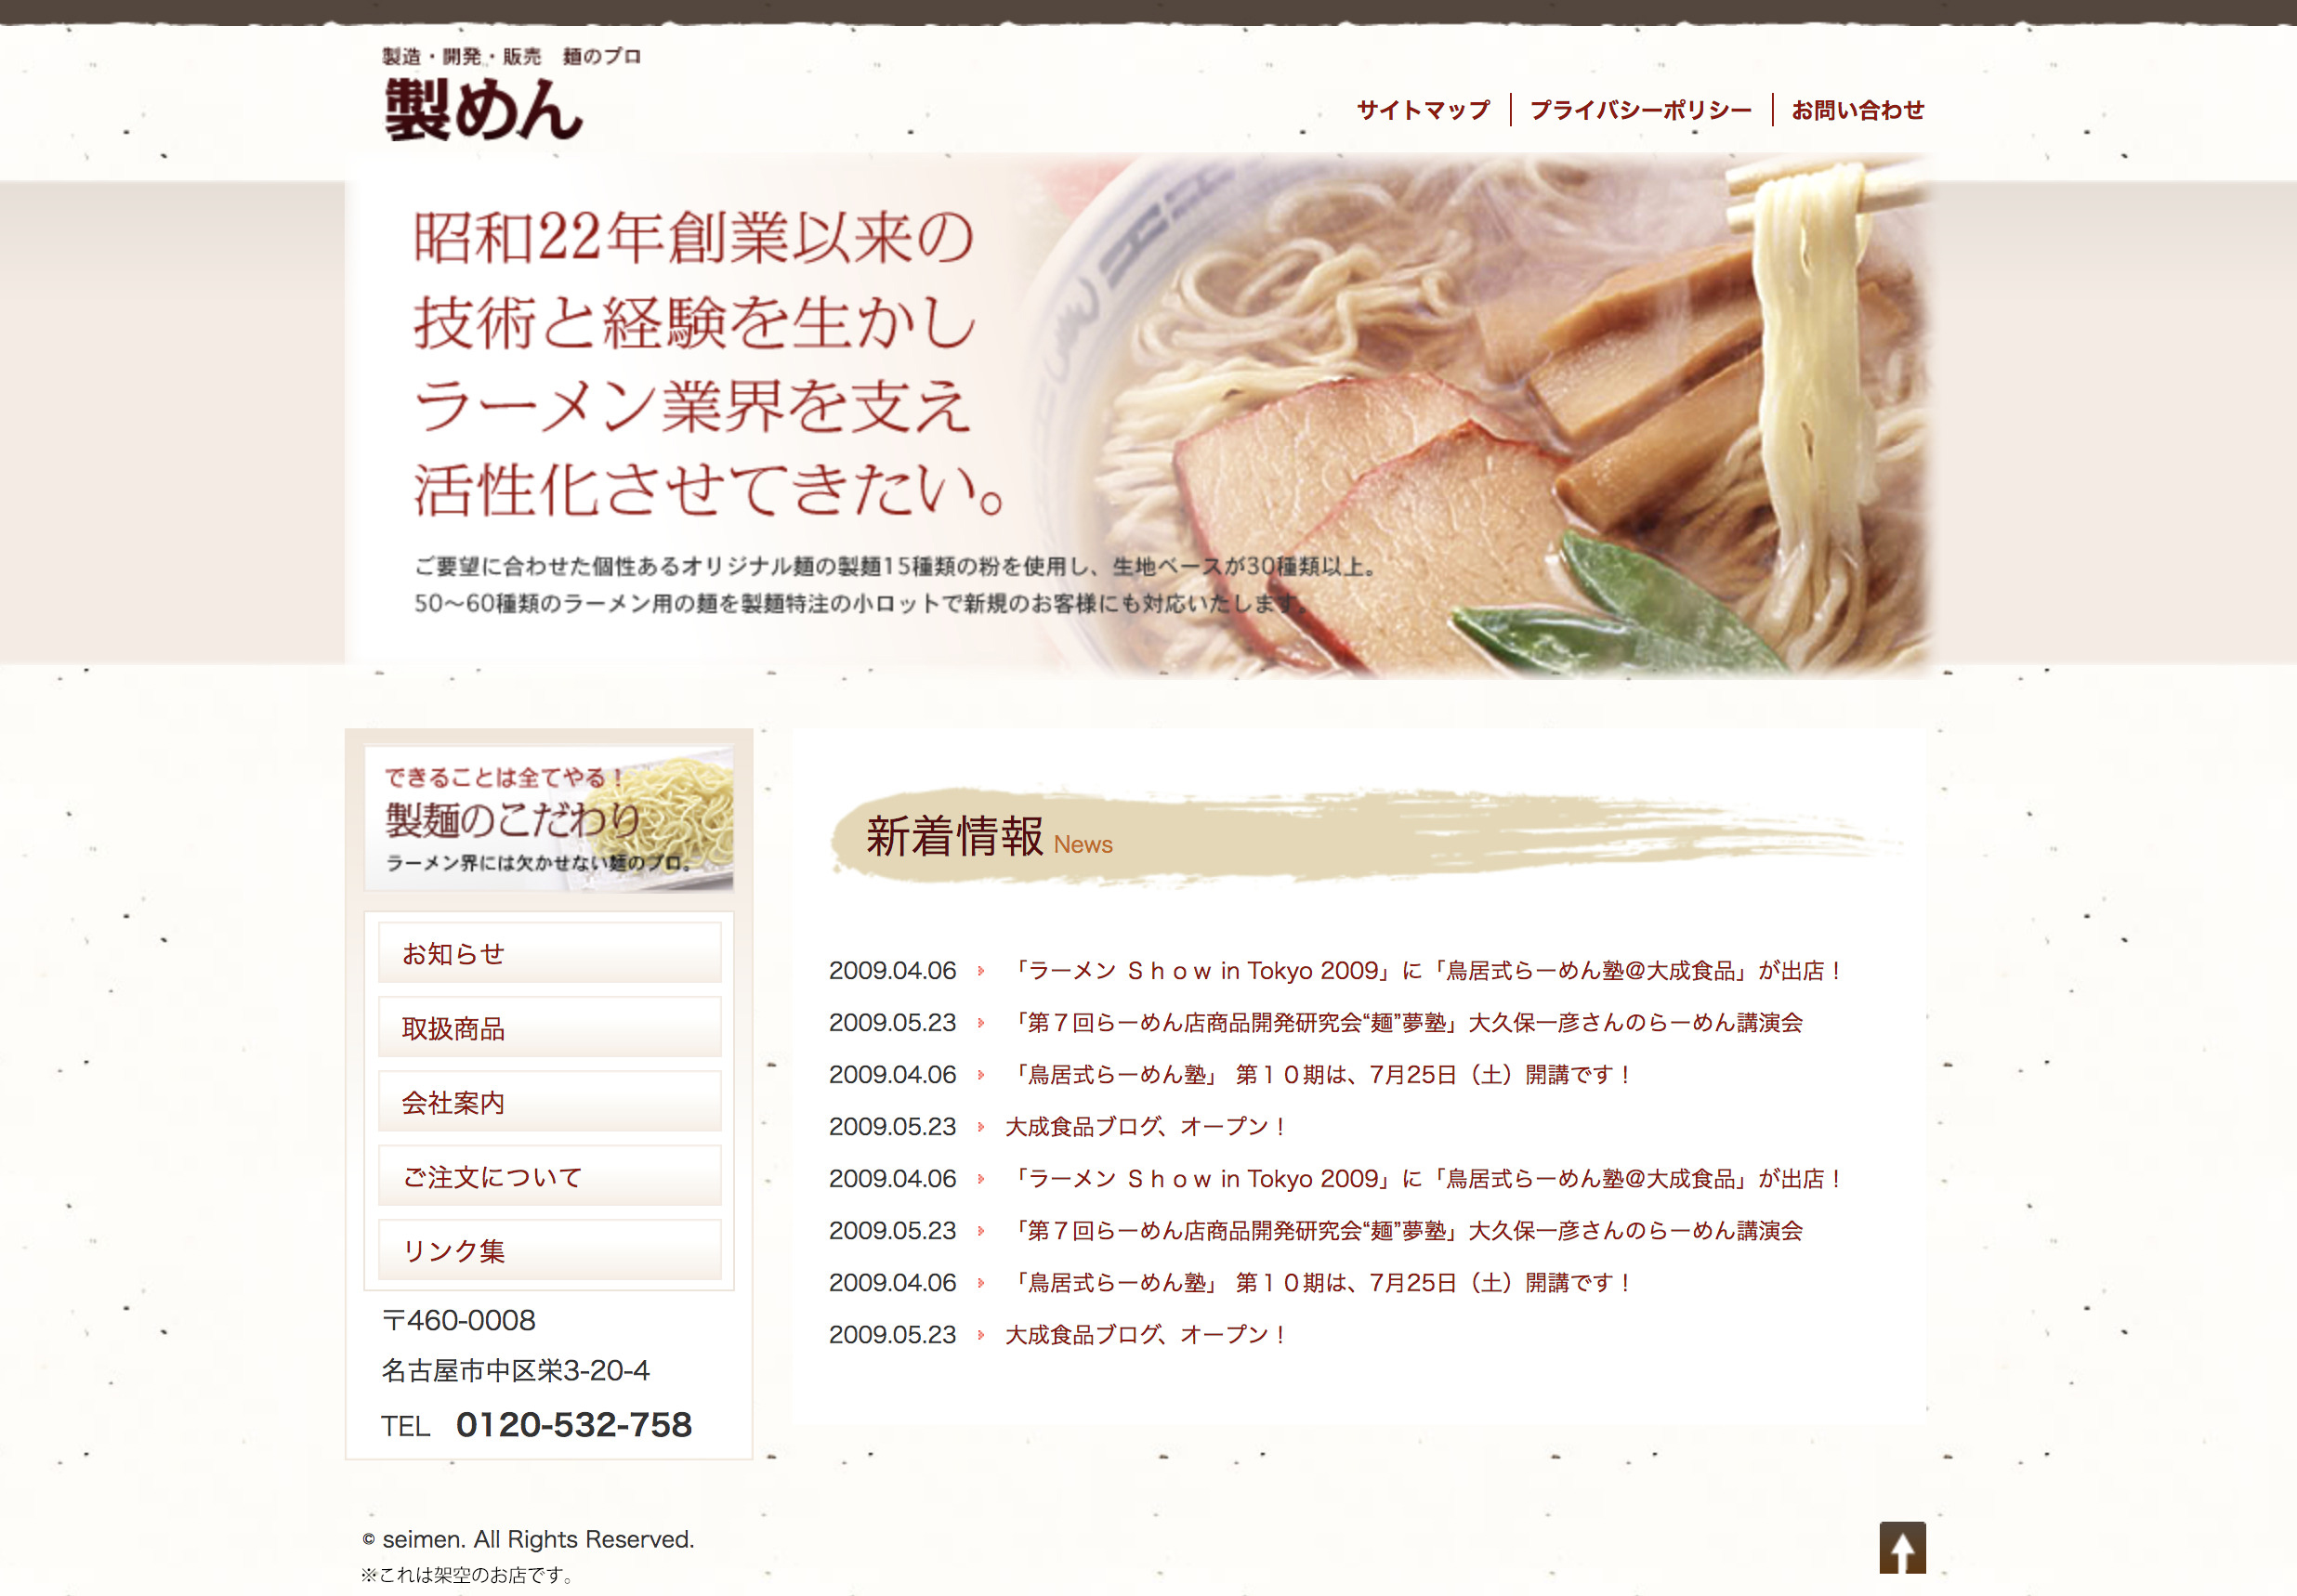 製造・開発・販売　麺のプロ
製めん
サイトマップ
プライバシーポリシー
お問い合わせ
昭和22年創業以来の
技術と経験を生かし
ラーメン業界を支え
活性化させてきたい。
ご要望に合わせた個性あるオリジナル麺の製麺15種類の粉を使用し、生地ベースが30種類以上。
50〜60種類のラーメン用の麺を製麺特注の小ロットで新規のお客様にも対応いたします。
できることは全てやる！
製麺のこだわり
ラーメン界には欠かせない麺のプロ。
お知らせ
取扱商品
会社案内
ご注文について
リンク集
〒460-0008
名古屋市中区栄3-20-4
TEL　0120-532-758
新着情報 News
2009.04.06 「ラーメン Ｓｈｏｗ in Tokyo 2009」に「鳥居式らーめん塾＠大成食品」が出店！
2009.05.23 「第７回らーめん店商品開発研究会“麺”夢塾」大久保一彦さんのらーめん講演会
2009.04.06 「鳥居式らーめん塾」 第１０期は、7月25日（土）開講です！
2009.05.23 大成食品ブログ、オープン！
2009.04.06 「ラーメン Ｓｈｏｗ in Tokyo 2009」に「鳥居式らーめん塾＠大成食品」が出店！
2009.05.23 「第７回らーめん店商品開発研究会“麺”夢塾」大久保一彦さんのらーめん講演会
2009.04.06 「鳥居式らーめん塾」 第１０期は、7月25日（土）開講です！
2009.05.23 大成食品ブログ、オープン！
© seimen. All Rights Reserved.
※これは架空のお店です。